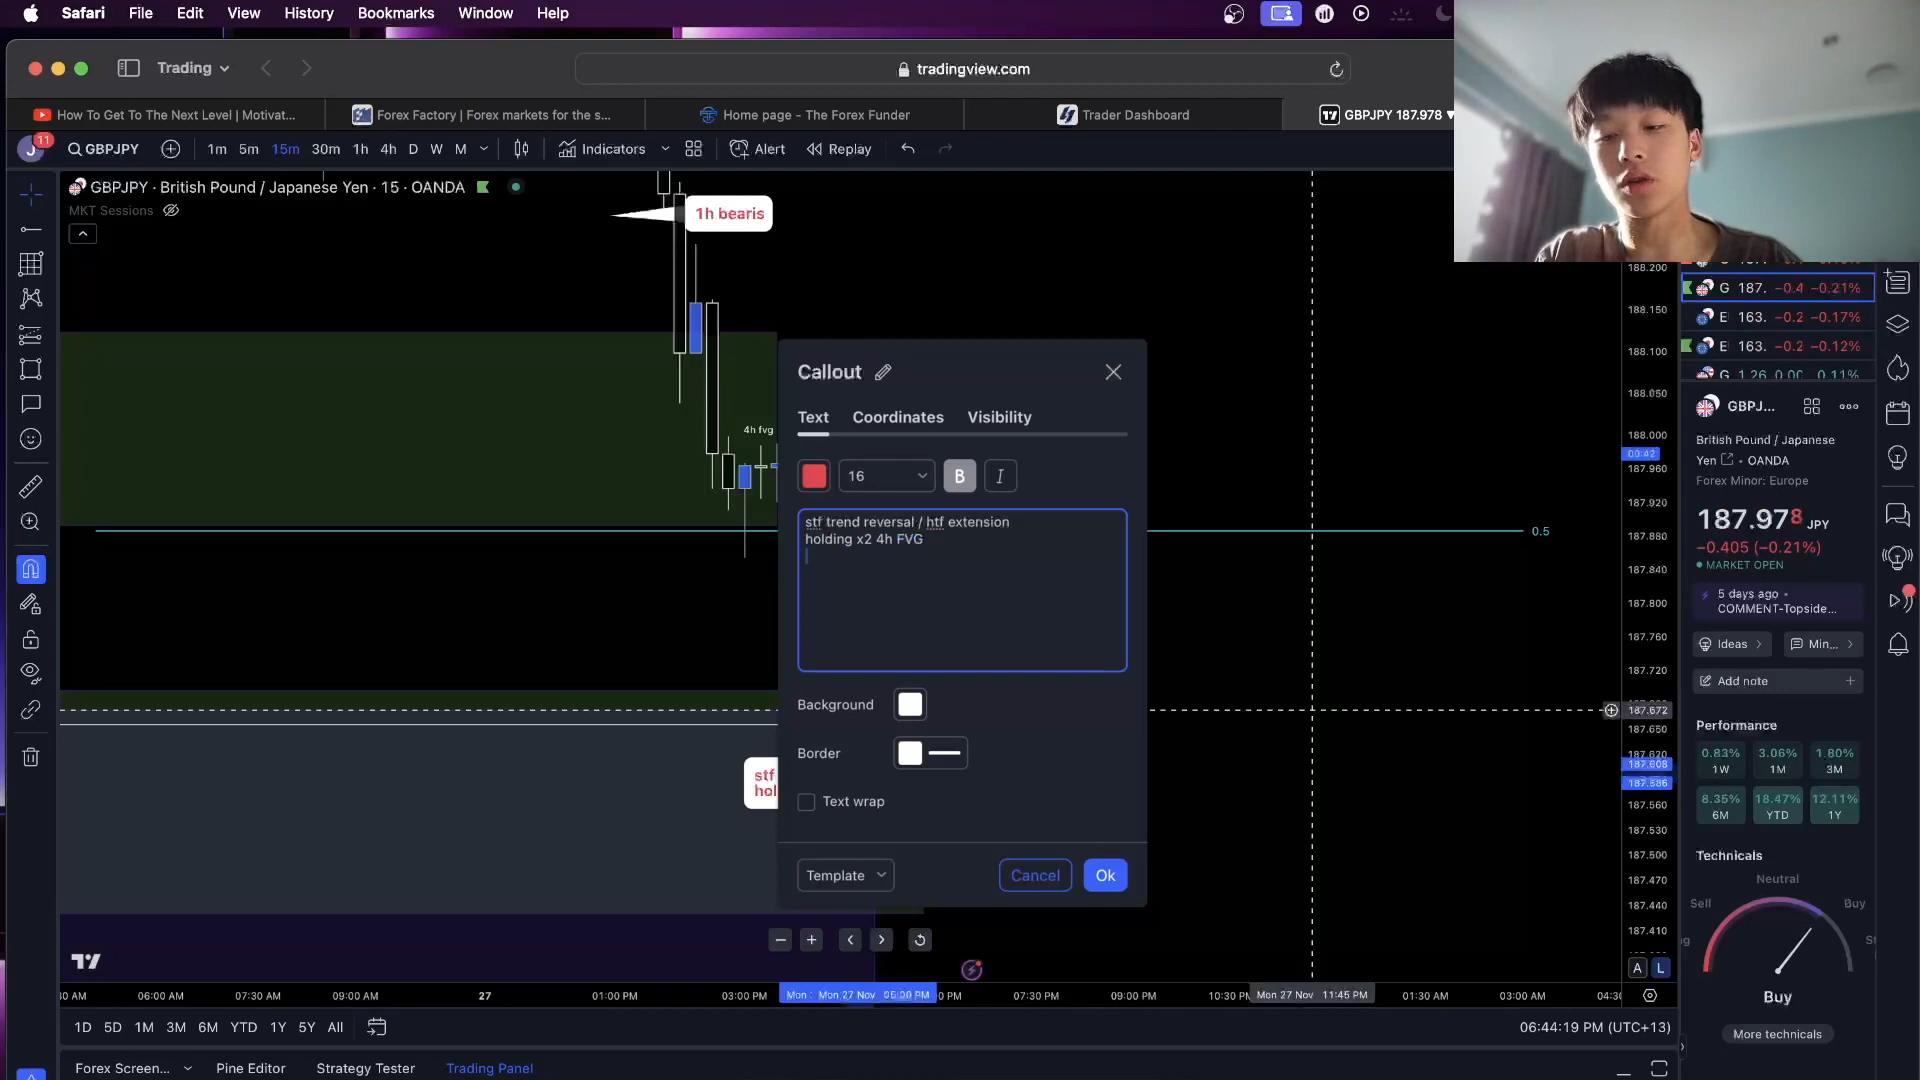 Safari File Edit View History Bookmarks Window Help
Trading
tradingview.com
How To Get To The Next Level | Motivat...
Forex Factory | Forex markets for the s...
Home page - The Forex Funder
Trader Dashboard
GBPJPY 187.978
J 11
GBPJPY
1m 5m 15m 30m 1h 4h D W M
Indicators
Alert
Replay
GBPJPY · British Pound / Japanese Yen · 15 · OANDA
MKT Sessions
1h bearis
4h fvg
0.5
stf
hol
Callout
Text Coordinates Visibility
16 B I
stf trend reversal / htf extension
holding x2 4h FVG
Background
Border
Text wrap
Template
Cancel
Ok
188.200
188.150
188.100
188.050
188.000
00:42
187.960
187.920
187.880
187.840
187.800
187.760
187.720
187.672
187.650
187.620
187.608
187.586
187.560
187.530
187.500
187.470
187.440
187.410
A L
G 187. −0.4 −0.21%
E 163. −0.2 −0.17%
E 163. −0.2 −0.12%
G 1.26 0.00 0.11%
GBPJ...
British Pound / Japanese
Yen • OANDA
Forex Minor: Europe
187.978 JPY
−0.405 (−0.21%)
MARKET OPEN
5 days ago •
COMMENT-Topside...
Ideas
Min...
Add note
Performance
0.83% 3.06% 1.80%
1W 1M 3M
8.35% 18.47% 12.11%
6M YTD 1Y
Technicals
Neutral
Sell Buy
Buy
More technicals
06:00 AM 07:30 AM 09:00 AM 27 01:00 PM 03:00 PM Mon 27 Nov 07:30 PM 09:00 PM Mon 27 Nov 11:45 PM 01:30 AM 03:00 AM
1D 5D 1M 3M 6M YTD 1Y 5Y All
06:44:19 PM (UTC+13)
Forex Screen... Pine Editor Strategy Tester Trading Panel